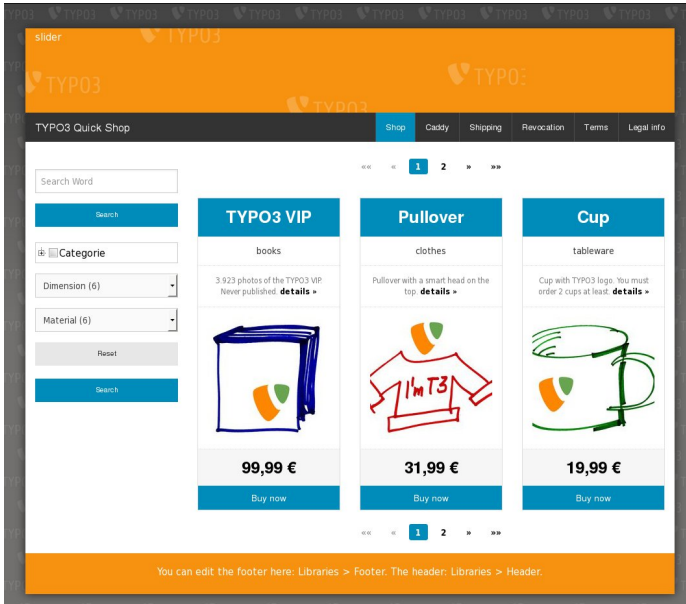 slider
TYPO3
TYPO3
TYPO3
TYPO3
TYPO3 Quick Shop
Shop Caddy Shipping Revocation Terms Legal info
«« « 1 2 » »»
Search Word
Search
Categorie
Dimension (6)
Material (6)
Reset
Search
TYPO3 VIP
books
3.923 photos of the TYPO3 VIP.
Never published. details »
99,99 €
Buy now
Pullover
clothes
Pullover with a smart head on the
top. details »
I'm T3
31,99 €
Buy now
Cup
tableware
Cup with TYPO3 logo. You must
order 2 cups at least. details »
19,99 €
Buy now
«« « 1 2 » »»
You can edit the footer here: Libraries > Footer. The header: Libraries > Header.